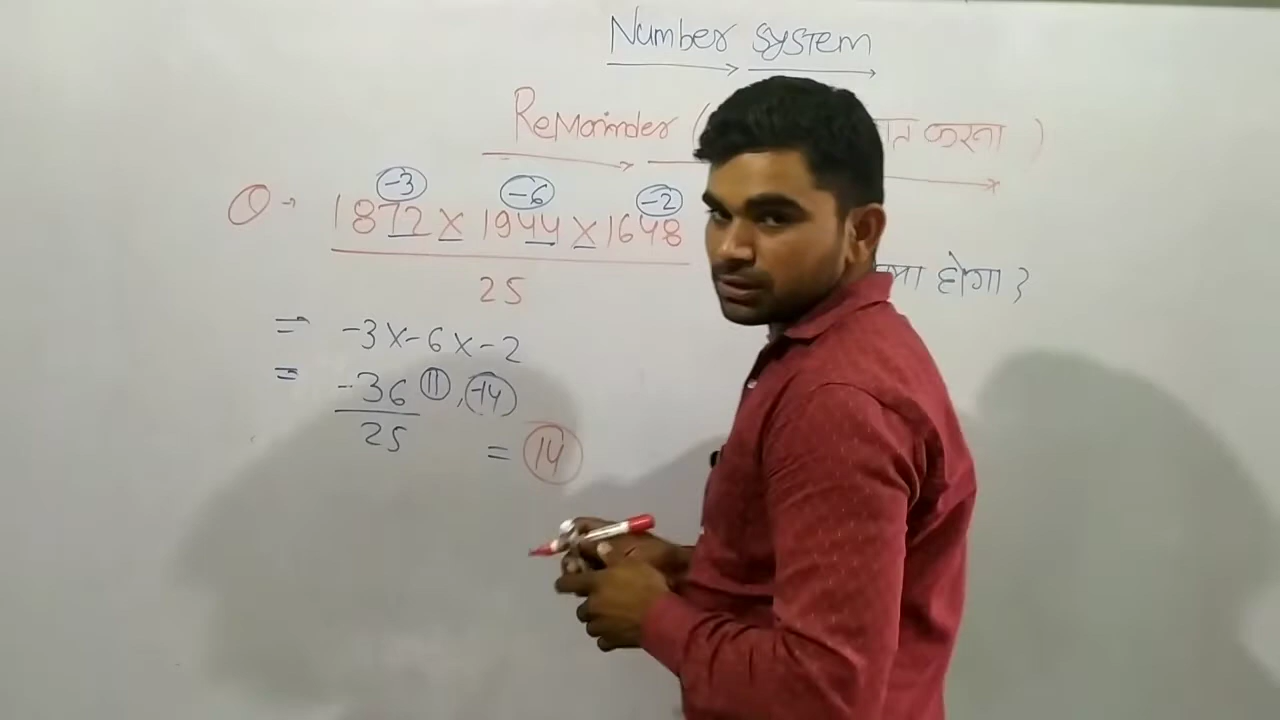 Number system
Remainder ( करना )
Q → 1872 X 1944 X 1648
-3 -6 -2
25
होगा ?
= -3 X -6 X -2
= -36 11 , -14
25
= 14